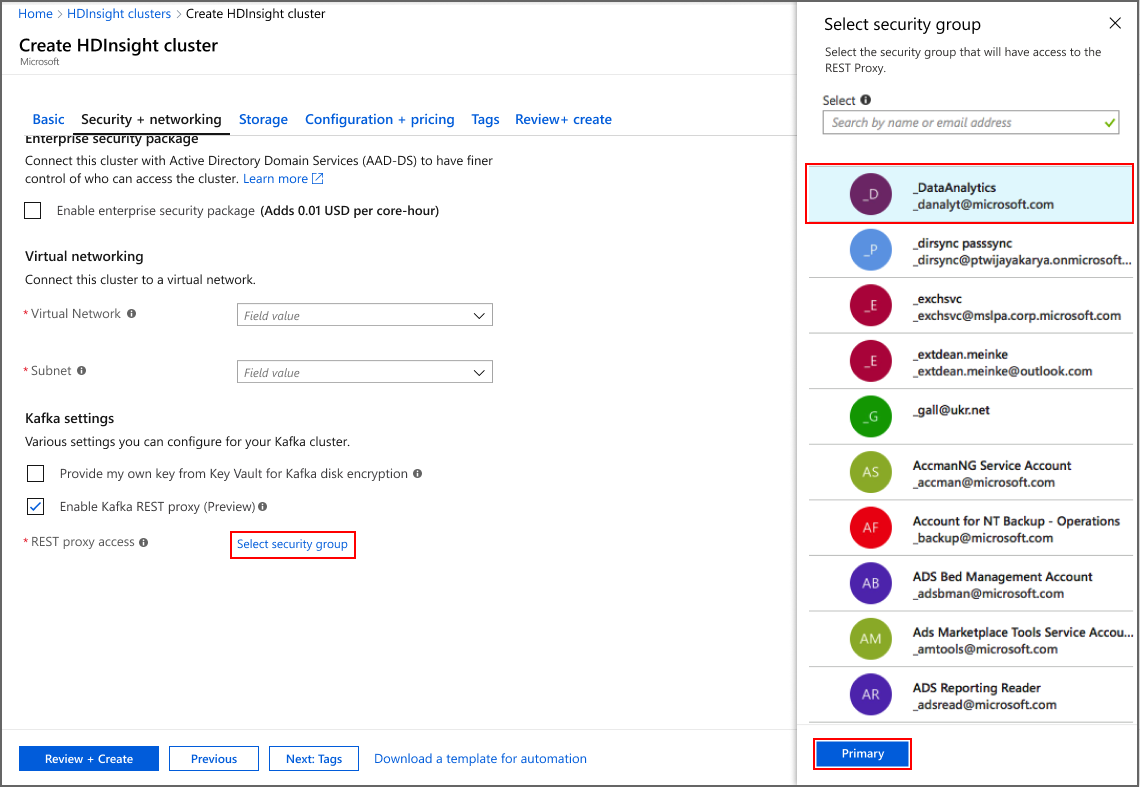 Home > HDInsight clusters > Create HDInsight cluster
Create HDInsight cluster
Microsoft
Basic Security + networking Storage Configuration + pricing Tags Review+ create
Enterprise security package
Connect this cluster with Active Directory Domain Services (AAD-DS) to have finer
control of who can access the cluster. Learn more
Enable enterprise security package (Adds 0.01 USD per core-hour)
Virtual networking
Connect this cluster to a virtual network.
* Virtual Network
Field value
* Subnet
Field value
Kafka settings
Various settings you can configure for your Kafka cluster.
Provide my own key from Key Vault for Kafka disk encryption
Enable Kafka REST proxy (Preview)
* REST proxy access
Select security group
Review + Create
Previous
Next: Tags
Download a template for automation
Select security group
Select the security group that will have access to the
REST Proxy.
Select
Search by name or email address
_D
_DataAnalytics
_danalyt@microsoft.com
_P
_dirsync passsync
_dirsync@ptwijayakarya.onmicrosoft...
_E
_exchsvc
_exchsvc@mslpa.corp.microsoft.com
_E
_extdean.meinke
_extdean.meinke@outlook.com
_G
_gall@ukr.net
AS
AccmanNG Service Account
_accman@microsoft.com
AF
Account for NT Backup - Operations
_backup@microsoft.com
AB
ADS Bed Management Account
_adsbman@microsoft.com
AM
Ads Marketplace Tools Service Accou...
_amtools@microsoft.com
AR
ADS Reporting Reader
_adsread@microsoft.com
Primary